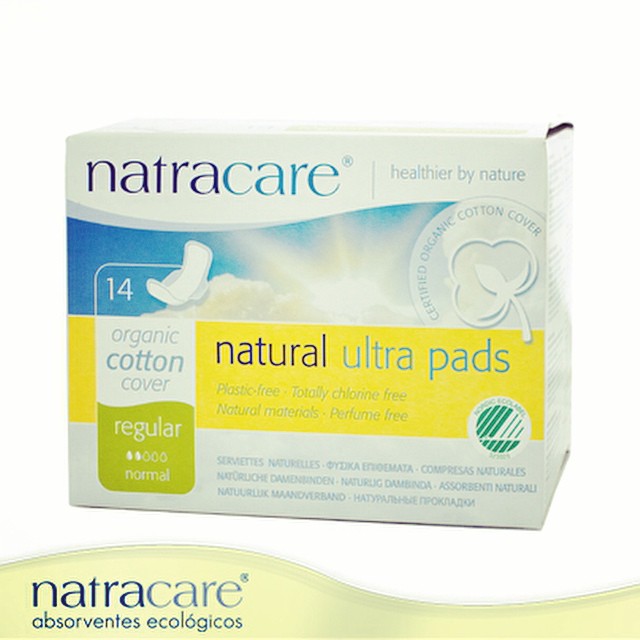 natracare®
healthier by nature
CERTIFIED ORGANIC COTTON COVER
14
organic
cotton
cover
natural ultra pads
Plastic-free · Totally chlorine free
Natural materials · Perfume free
NORDIC ECOLABEL
regular
normal
SERVIETTES NATURELLES · ΦΥΣΙΚΑ ΕΠΙΘΕΜΑΤΑ · COMPRESAS NATURALES
NATÜRLICHE DAMENBINDEN · NATURLIG DAMBINDA · ASSORBENTI NATURALI
NATUURLIJK MAANDVERBAND · НАТУРАЛЬНЫЕ ПРОКЛАДКИ
natracare®
absorventes ecológicos